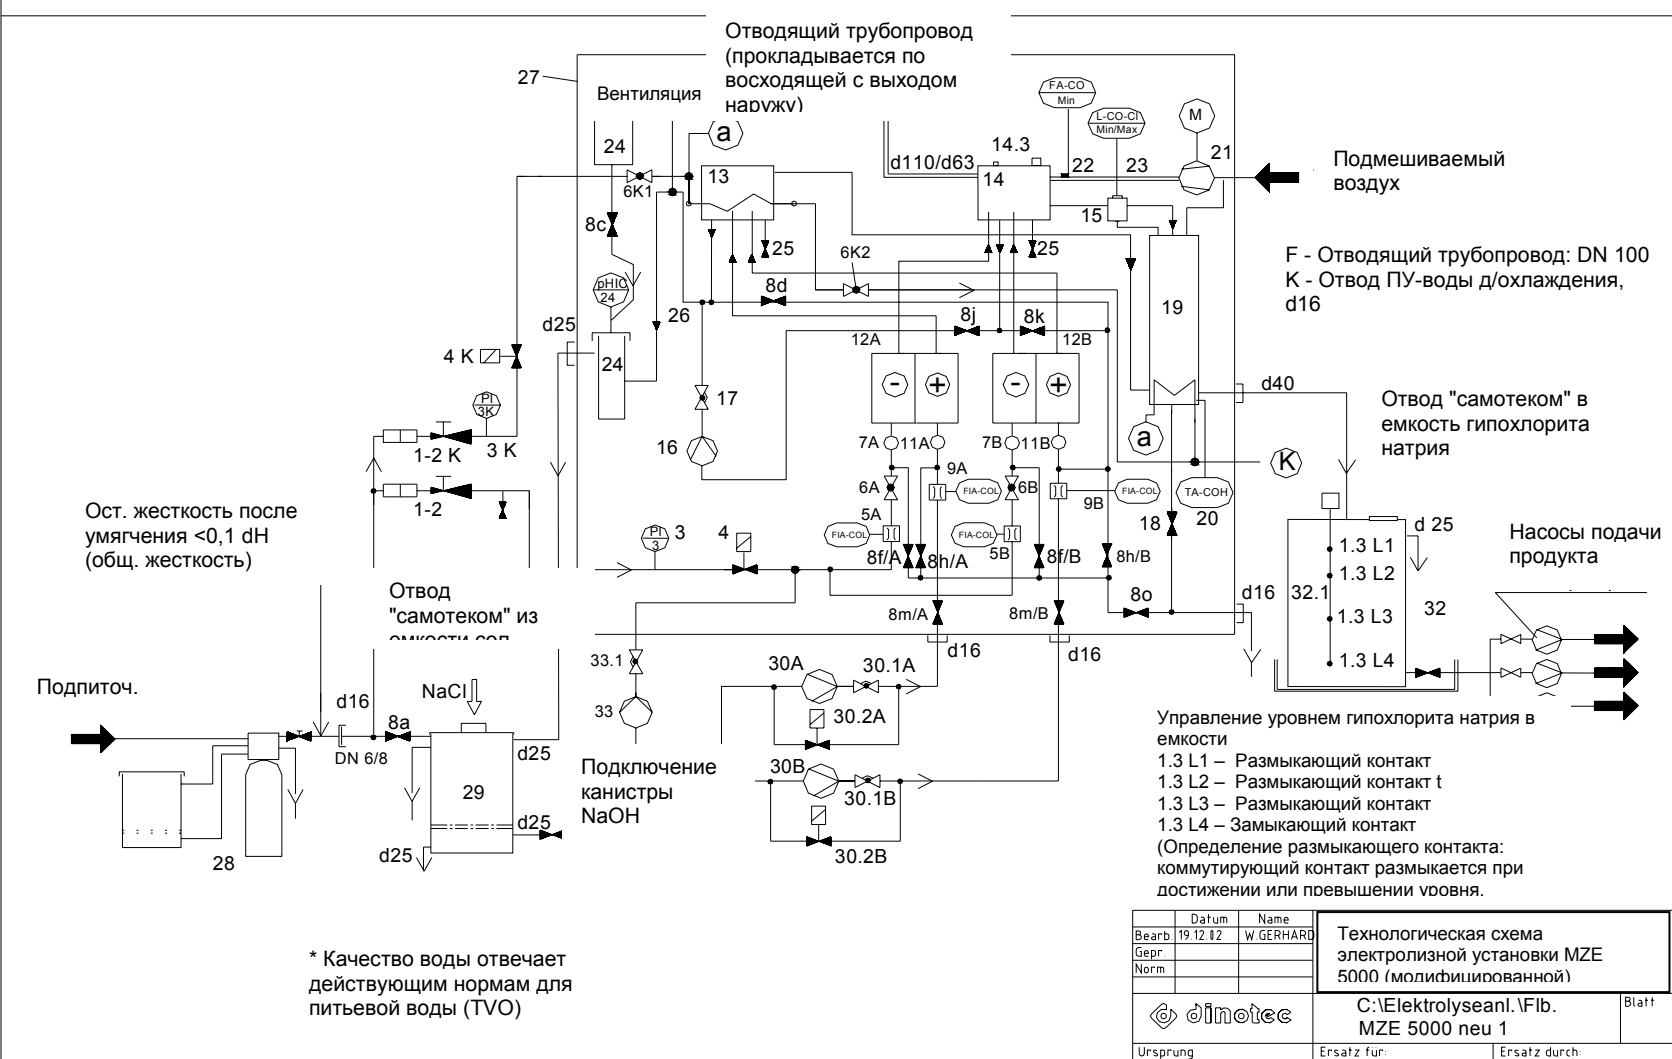 Отводящий трубопровод
(прокладывается по
восходящей с выходом
наружу)
27
Вентиляция
FA-CO
Min
L-CO-Cl
Min/Max
M
a
24
14.3
22
23
21
Подмешиваемый
воздух
d110/d63
13
14
6K1
15
8c
25
25
6K2
F - Отводящий трубопровод: DN 100
K - Отвод ПУ-воды д/охлаждения,
d16
pHIC
24
8d
19
26
d25
8j
8k
12A
12B
4 K
24
- +
- +
d40
17
Отвод "самотеком" в
емкость гипохлорита
натрия
PI
3K
a
1-2 K
3 K
16
7A
11A
7B
11B
K
9A
6A
FIA-COL
6B
FIA-COL
9B
TA-COH
20
1-2
5A
18
Ост. жесткость после
умягчения <0,1 dH
(общ. жесткость)
PI
3
3
4
FIA-COL
FIA-COL
5B
8f/A
8h/A
8f/B
8h/B
d 25
Насосы подачи
продукта
1.3 L1
1.3 L2
32.1
32
1.3 L3
1.3 L4
Отвод
"самотеком" из
емкости сол
8m/A
8m/B
8o
d16
d16
d16
33.1
30A
30.1A
Подпиточ.
d16
NaCl
33
30.2A
8a
DN 6/8
d25
Подключение
канистры
NaOH
30B
30.1B
29
d25
d25
28
30.2B
Управление уровнем гипохлорита натрия в
емкости
1.3 L1 – Размыкающий контакт
1.3 L2 – Размыкающий контакт t
1.3 L3 – Размыкающий контакт
1.3 L4 – Замыкающий контакт
(Определение размыкающего контакта:
коммутирующий контакт размыкается при
достижении или превышении уровня.
* Качество воды отвечает
действующим нормам для
питьевой воды (TVO)
Datum Name
Bearb. 19.12.02 W.GERHARD
Gepr.
Norm
Технологическая схема
электролизной установки MZE
5000 (модифицированной)
dinotec
C:\Elektrolyseanl.\Flb.
MZE 5000 neu 1
Blatt
Ursprung
Ersatz für:
Ersatz durch: